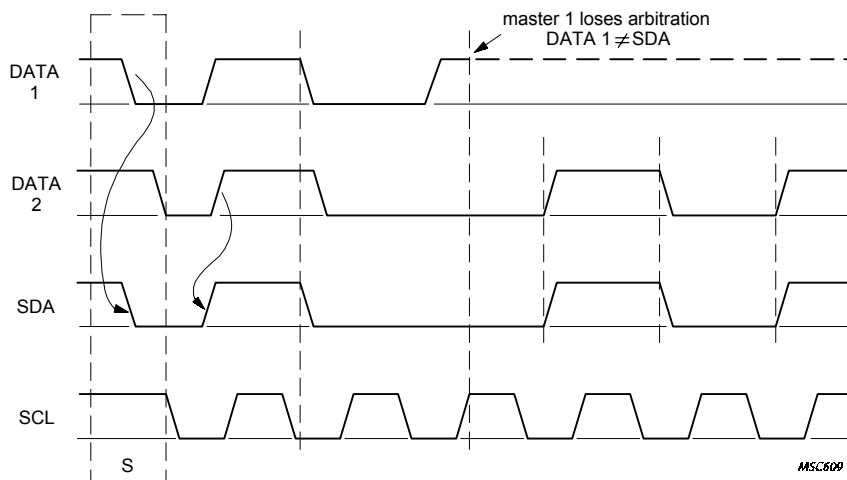 master 1 loses arbitration
DATA 1 ≠ SDA
DATA
1
DATA
2
SDA
SCL
S
MSC609